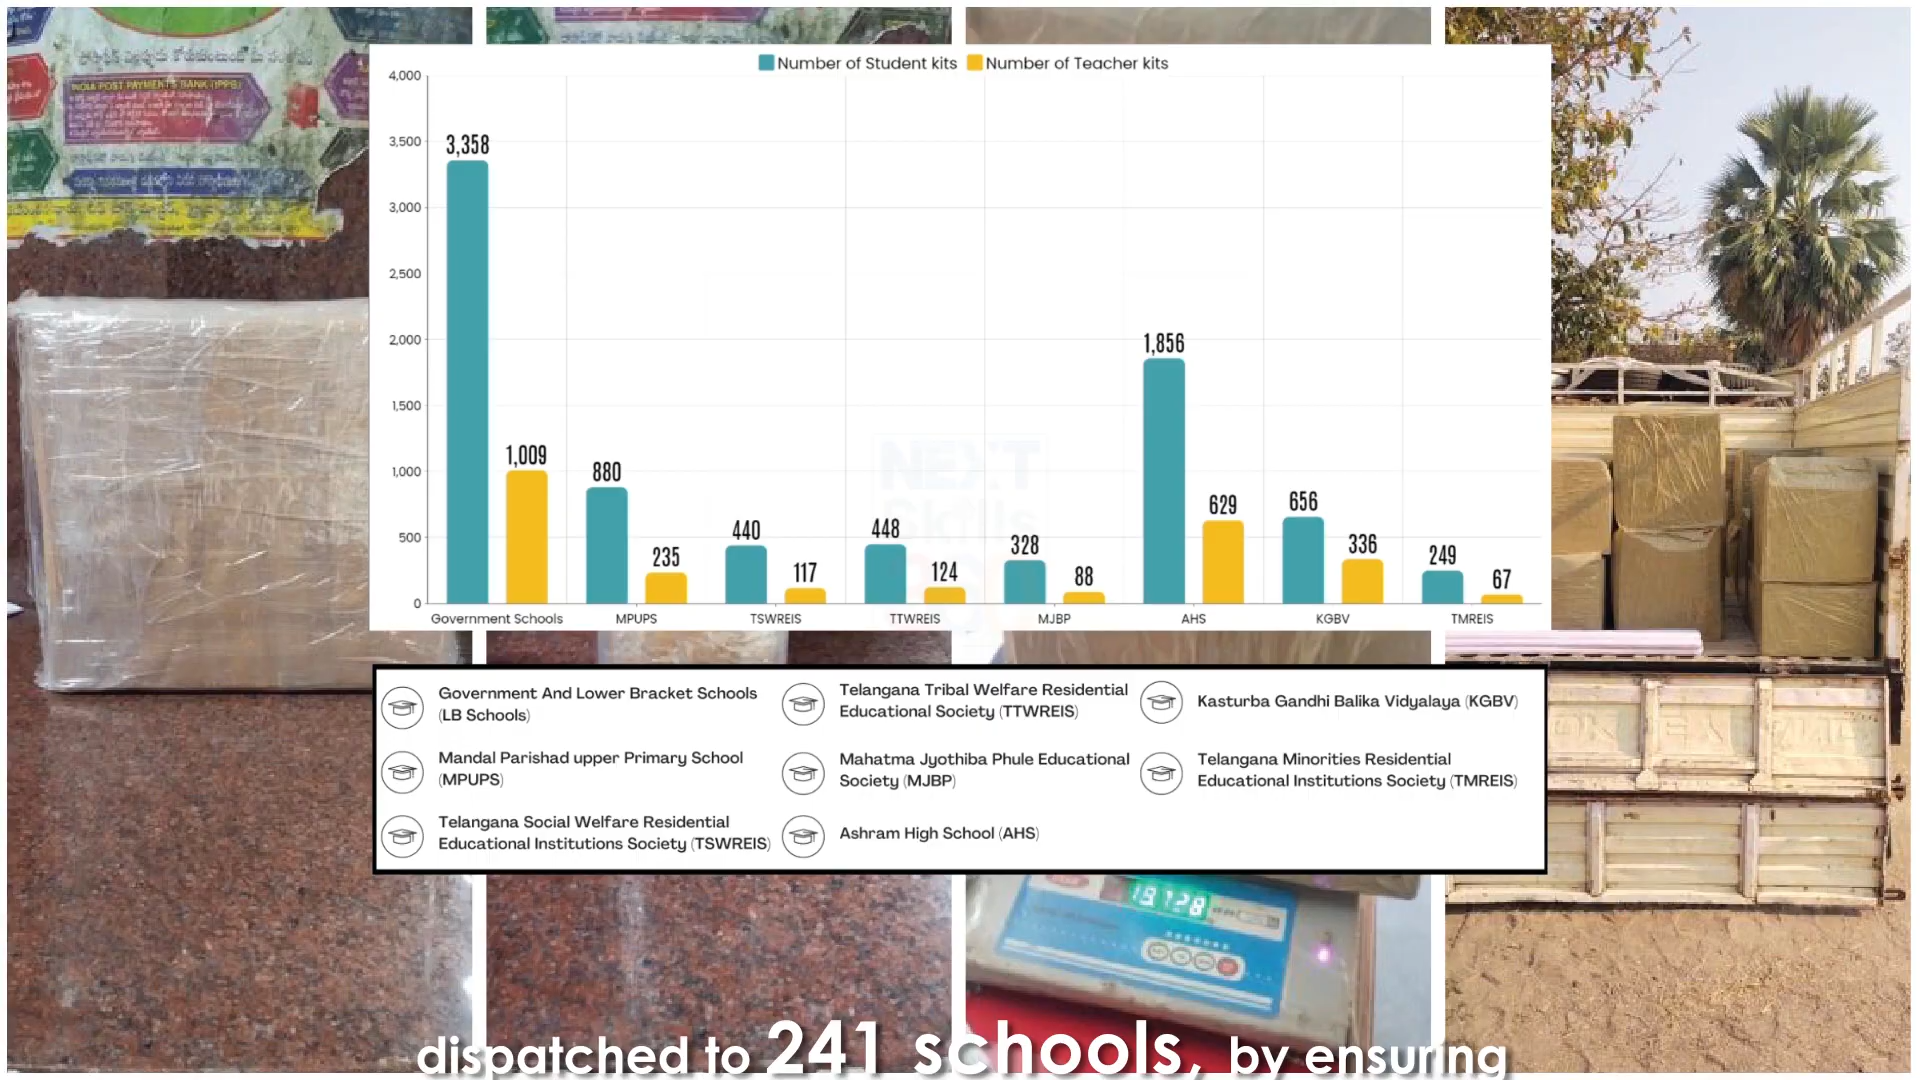 INDIA POST PAYMENTS BANK (IPPB)
Number of Student kits Number of Teacher kits
4,000
3,500
3,000
2,500
2,000
1,500
1,000
500
0
3,358
1,009
880
235
440
117
448
124
328
88
1,856
629
656
336
249
67
Government Schools MPUPS TSWREIS TTWREIS MJBP AHS KGBV TMREIS
NEXT
Skills
Government And Lower Bracket Schools
(LB Schools)
Mandal Parishad upper Primary School
(MPUPS)
Telangana Social Welfare Residential
Educational Institutions Society (TSWREIS)
Telangana Tribal Welfare Residential
Educational Society (TTWREIS)
Mahatma Jyothiba Phule Educational
Society (MJBP)
Ashram High School (AHS)
Kasturba Gandhi Balika Vidyalaya (KGBV)
Telangana Minorities Residential
Educational Institutions Society (TMREIS)
dispatched to 241 schools, by ensuring